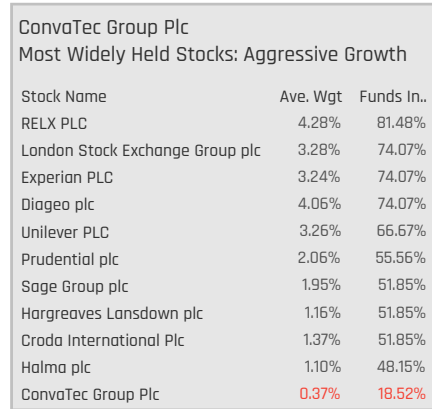 ConvaTec Group Plc
Most Widely Held Stocks: Aggressive Growth
Stock Name Ave. Wgt Funds In..
RELX PLC 4.28% 81.48%
London Stock Exchange Group plc 3.28% 74.07%
Experian PLC 3.24% 74.07%
Diageo plc 4.06% 74.07%
Unilever PLC 3.26% 66.67%
Prudential plc 2.06% 55.56%
Sage Group plc 1.95% 51.85%
Hargreaves Lansdown plc 1.16% 51.85%
Croda International Plc 1.37% 51.85%
Halma plc 1.10% 48.15%
ConvaTec Group Plc 0.37% 18.52%